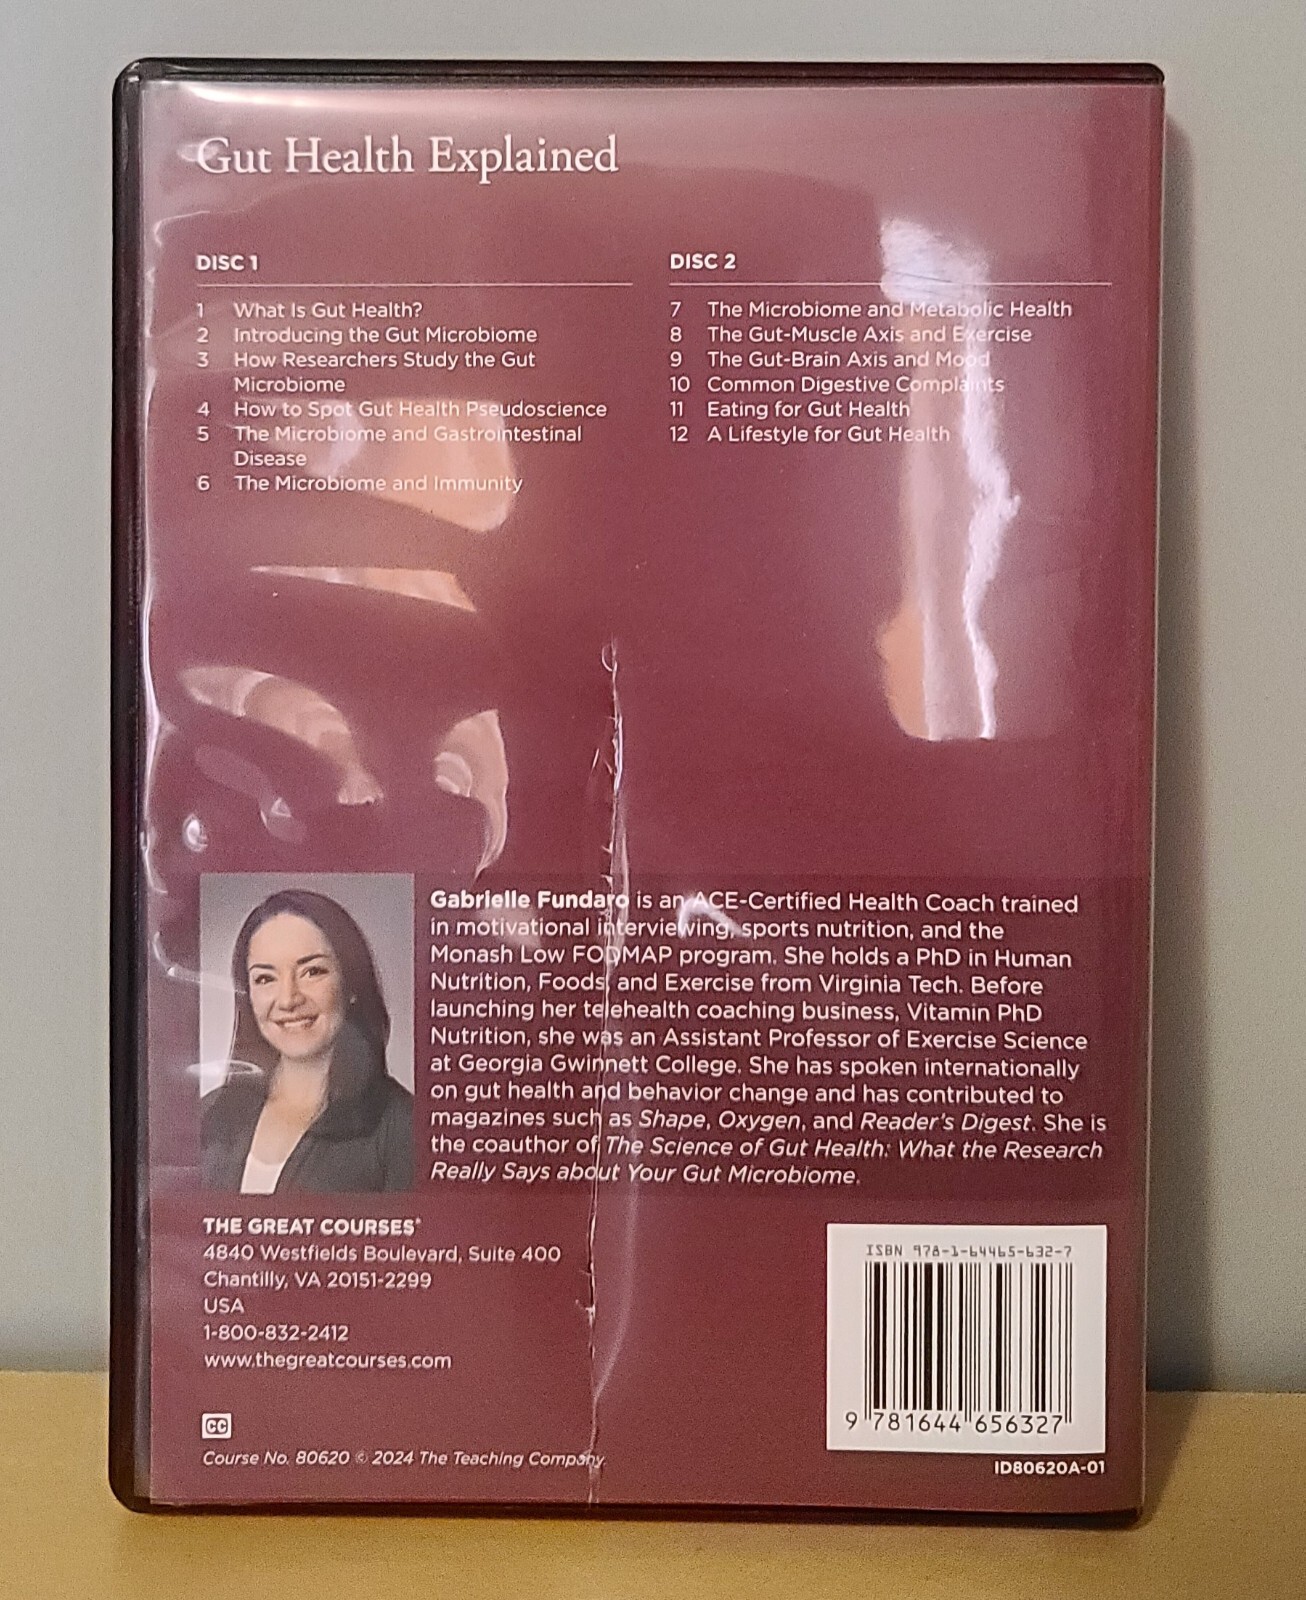 Gut Health Explained
DISC 1
1 What Is Gut Health?
2 Introducing the Gut Microbiome
3 How Researchers Study the Gut
Microbiome
4 How to Spot Gut Health Pseudoscience
5 The Microbiome and Gastrointestinal
Disease
6 The Microbiome and Immunity
DISC 2
7 The Microbiome and Metabolic Health
8 The Gut-Muscle Axis and Exercise
9 The Gut-Brain Axis and Mood
10 Common Digestive Complaints
11 Eating for Gut Health
12 A Lifestyle for Gut Health
Gabrielle Fundaro is an ACE-Certified Health Coach trained
in motivational interviewing, sports nutrition, and the
Monash Low FODMAP program. She holds a PhD in Human
Nutrition, Foods, and Exercise from Virginia Tech. Before
launching her telehealth coaching business, Vitamin PhD
Nutrition, she was an Assistant Professor of Exercise Science
at Georgia Gwinnett College. She has spoken internationally
on gut health and behavior change and has contributed to
magazines such as Shape, Oxygen, and Reader's Digest. She is
the coauthor of The Science of Gut Health: What the Research
Really Says about Your Gut Microbiome.
THE GREAT COURSES®
4840 Westfields Boulevard, Suite 400
Chantilly, VA 20151-2299
USA
1-800-832-2412
www.thegreatcourses.com
CC
Course No. 80620 © 2024 The Teaching Company.
ISBN 978-1-64465-632-7
9 781644 656327
ID80620A-01